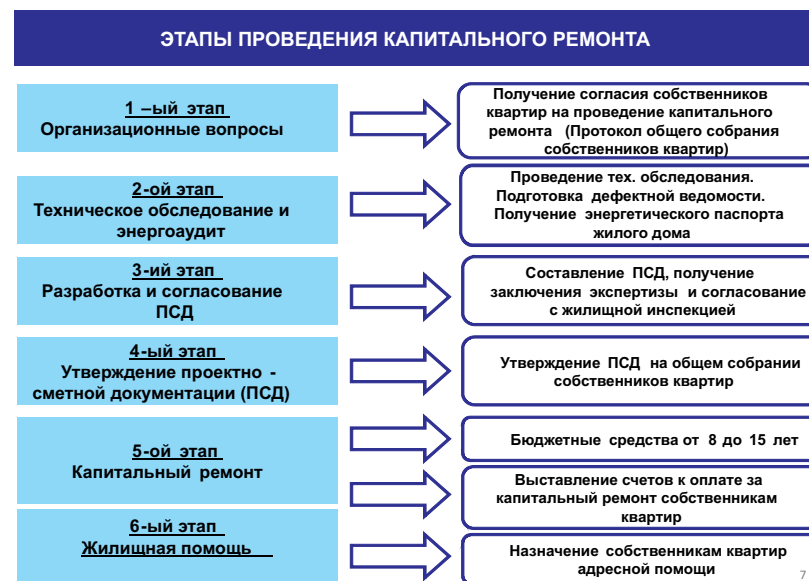 ЭТАПЫ ПРОВЕДЕНИЯ КАПИТАЛЬНОГО РЕМОНТА
1 –ый этап
Организационные вопросы
Получение согласия собственников
квартир на проведение капитального
ремонта (Протокол общего собрания
собственников квартир)
2-ой этап
Техническое обследование и
энергоаудит
Проведение тех. обследования.
Подготовка дефектной ведомости.
Получение энергетического паспорта
жилого дома
3-ий этап
Разработка и согласование
ПСД
Составление ПСД, получение
заключения экспертизы и согласование
с жилищной инспекцией
4-ый этап
Утверждение проектно -
сметной документации (ПСД)
Утверждение ПСД на общем собрании
собственников квартир
5-ой этап
Капитальный ремонт
Бюджетные средства от 8 до 15 лет
Выставление счетов к оплате за
капитальный ремонт собственникам
квартир
6-ый этап
Жилищная помощь
Назначение собственникам квартир
адресной помощи
7